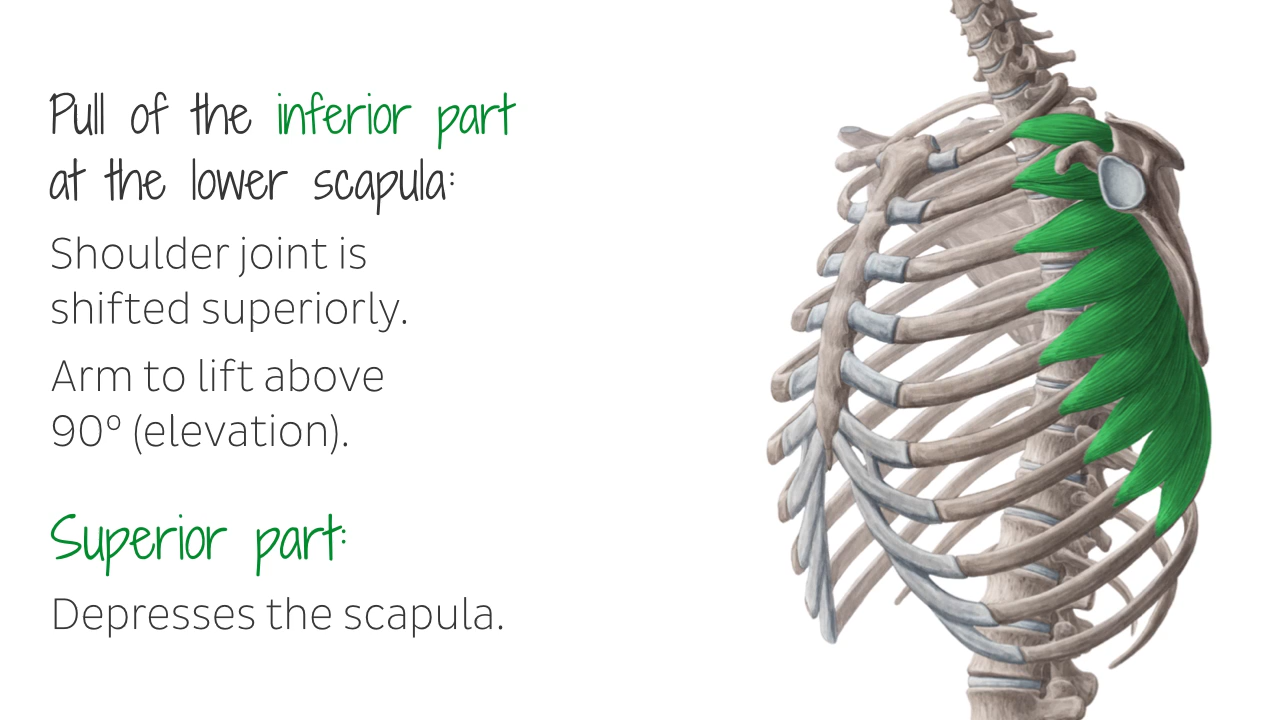 Pull of the inferior part
at the lower scapula:
Shoulder joint is
shifted superiorly.
Arm to lift above
90º (elevation).
Superior part:
Depresses the scapula.